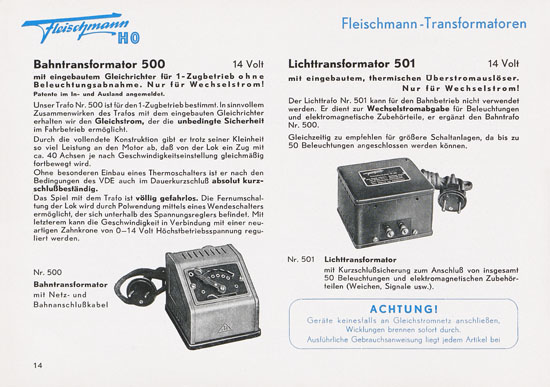 Fleischmann
HO
Fleischmann-Transformatoren
Bahntransformator 500 14 Volt
mit eingebautem Gleichrichter für 1-Zugbetrieb ohne
Beleuchtungsabnahme. Nur für Wechselstrom!
Patente im In- und Ausland angemeldet.
Unser Trafo Nr. 500 ist für den 1-Zugbetrieb bestimmt. In sinnvollem
Zusammenwirken des Trafos mit dem eingebauten Gleichrichter
erhalten wir den Gleichstrom, der die unbedingte Sicherheit
im Fahrbetrieb ermöglicht.
Durch die vollendete Konstruktion gibt er trotz seiner Kleinheit
so viel Leistung an den Motor ab, daß von der Lok ein Zug mit
ca. 40 Achsen je nach Geschwindigkeitseinstellung gleichmäßig
fortbewegt wird.
Ohne besonderen Einbau eines Thermoschalters ist er nach den
Bedingungen des VDE auch im Dauerkurzschluß absolut kurz-
schlußbeständig.
Das Spiel mit dem Trafo ist völlig gefahrlos. Die Fernumschal-
tung der Lok wird durch Polwendung mittels eines Wendeschalters
ermöglicht, der sich unterhalb des Spannungsreglers befindet. Mit
letzterem kann die Geschwindigkeit in Verbindung mit einer neu-
artigen Zahnkrone von 0—14 Volt Höchstbetriebsspannung regu-
liert werden.
Nr. 500
Bahntransformator
mit Netz- und
Bahnanschlußkabel
14
Lichttransformator 501 14 Volt
mit eingebautem, thermischen Überstromauslöser.
Nur für Wechselstrom!
Der Lichttrafo Nr. 501 kann für den Bahnbetrieb nicht verwendet
werden. Er dient zur Wechselstromabgabe für Beleuchtungen
und elektromagnetische Zubehörteile, er ergänzt den Bahntrafo
Nr. 500.
Gleichzeitig zu empfehlen für größere Schaltanlagen, da bis zu
50 Beleuchtungen angeschlossen werden können.
Nr. 501 Lichttransformator
mit Kurzschlußsicherung zum Anschluß von insgesamt
50 Beleuchtungen und elektromagnetischen Zubehör-
teilen (Weichen, Signale usw.).
ACHTUNG!
Geräte keinesfalls an Gleichstromnetz anschließen,
Wicklungen brennen sofort durch.
Ausführliche Gebrauchsanweisung liegt jedem Artikel bei